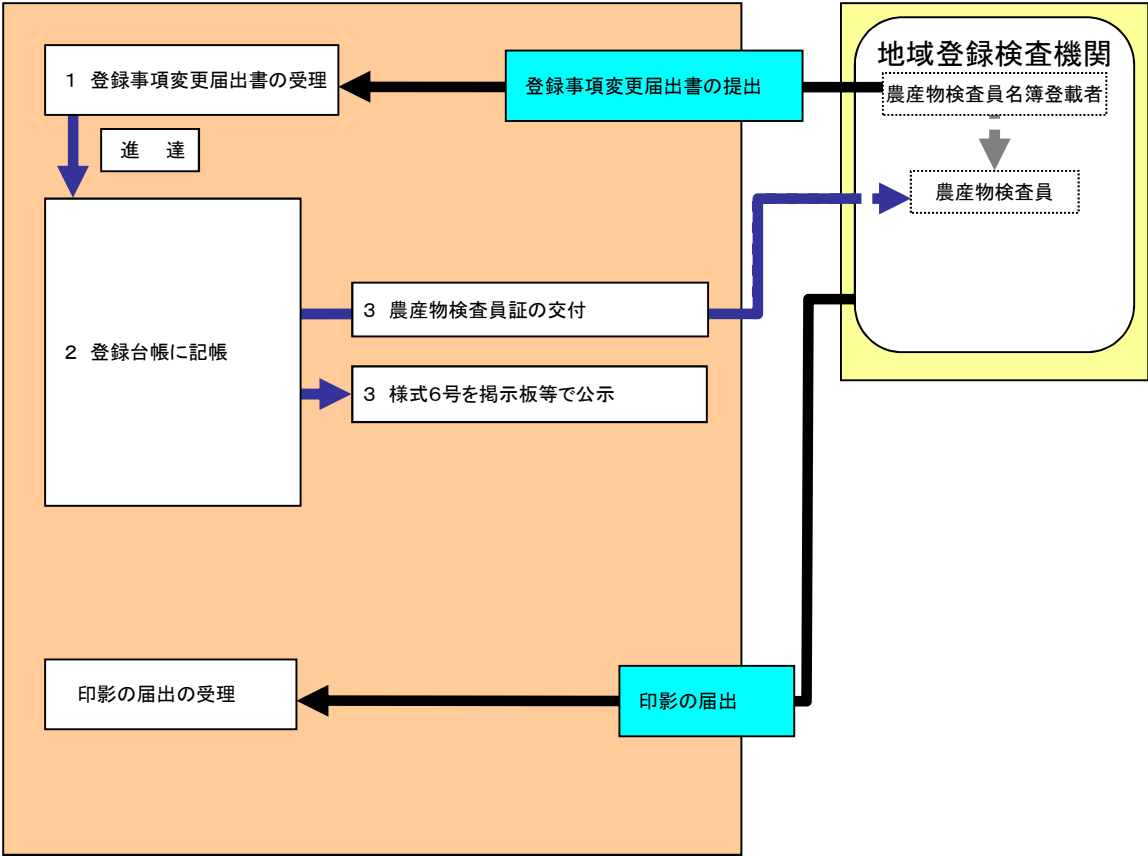 地域登録検査機関
1　登録事項変更届出書の受理
登録事項変更届出書の提出
農産物検査員名簿登載者
進　達
農産物検査員
3　農産物検査員証の交付
2　登録台帳に記帳
3　様式6号を掲示板等で公示
印影の届出の受理
印影の届出